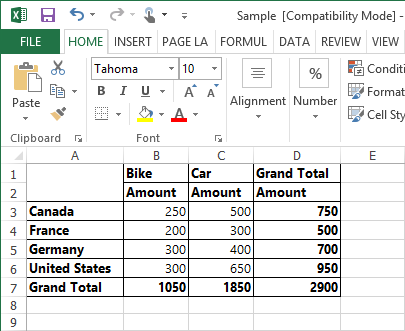 Sample [Compatibility Mode] -
FILE HOME INSERT PAGE LA FORMUL DATA REVIEW VIEW
Tahoma 10 % Conditi
Paste B I U A A Alignment Number Format
A Cell Sty
Clipboard Font
A B C D E
1 Bike Car Grand Total
2 Amount Amount Amount
3 Canada 250 500 750
4 France 200 300 500
5 Germany 300 400 700
6 United States 300 650 950
7 Grand Total 1050 1850 2900
8
9